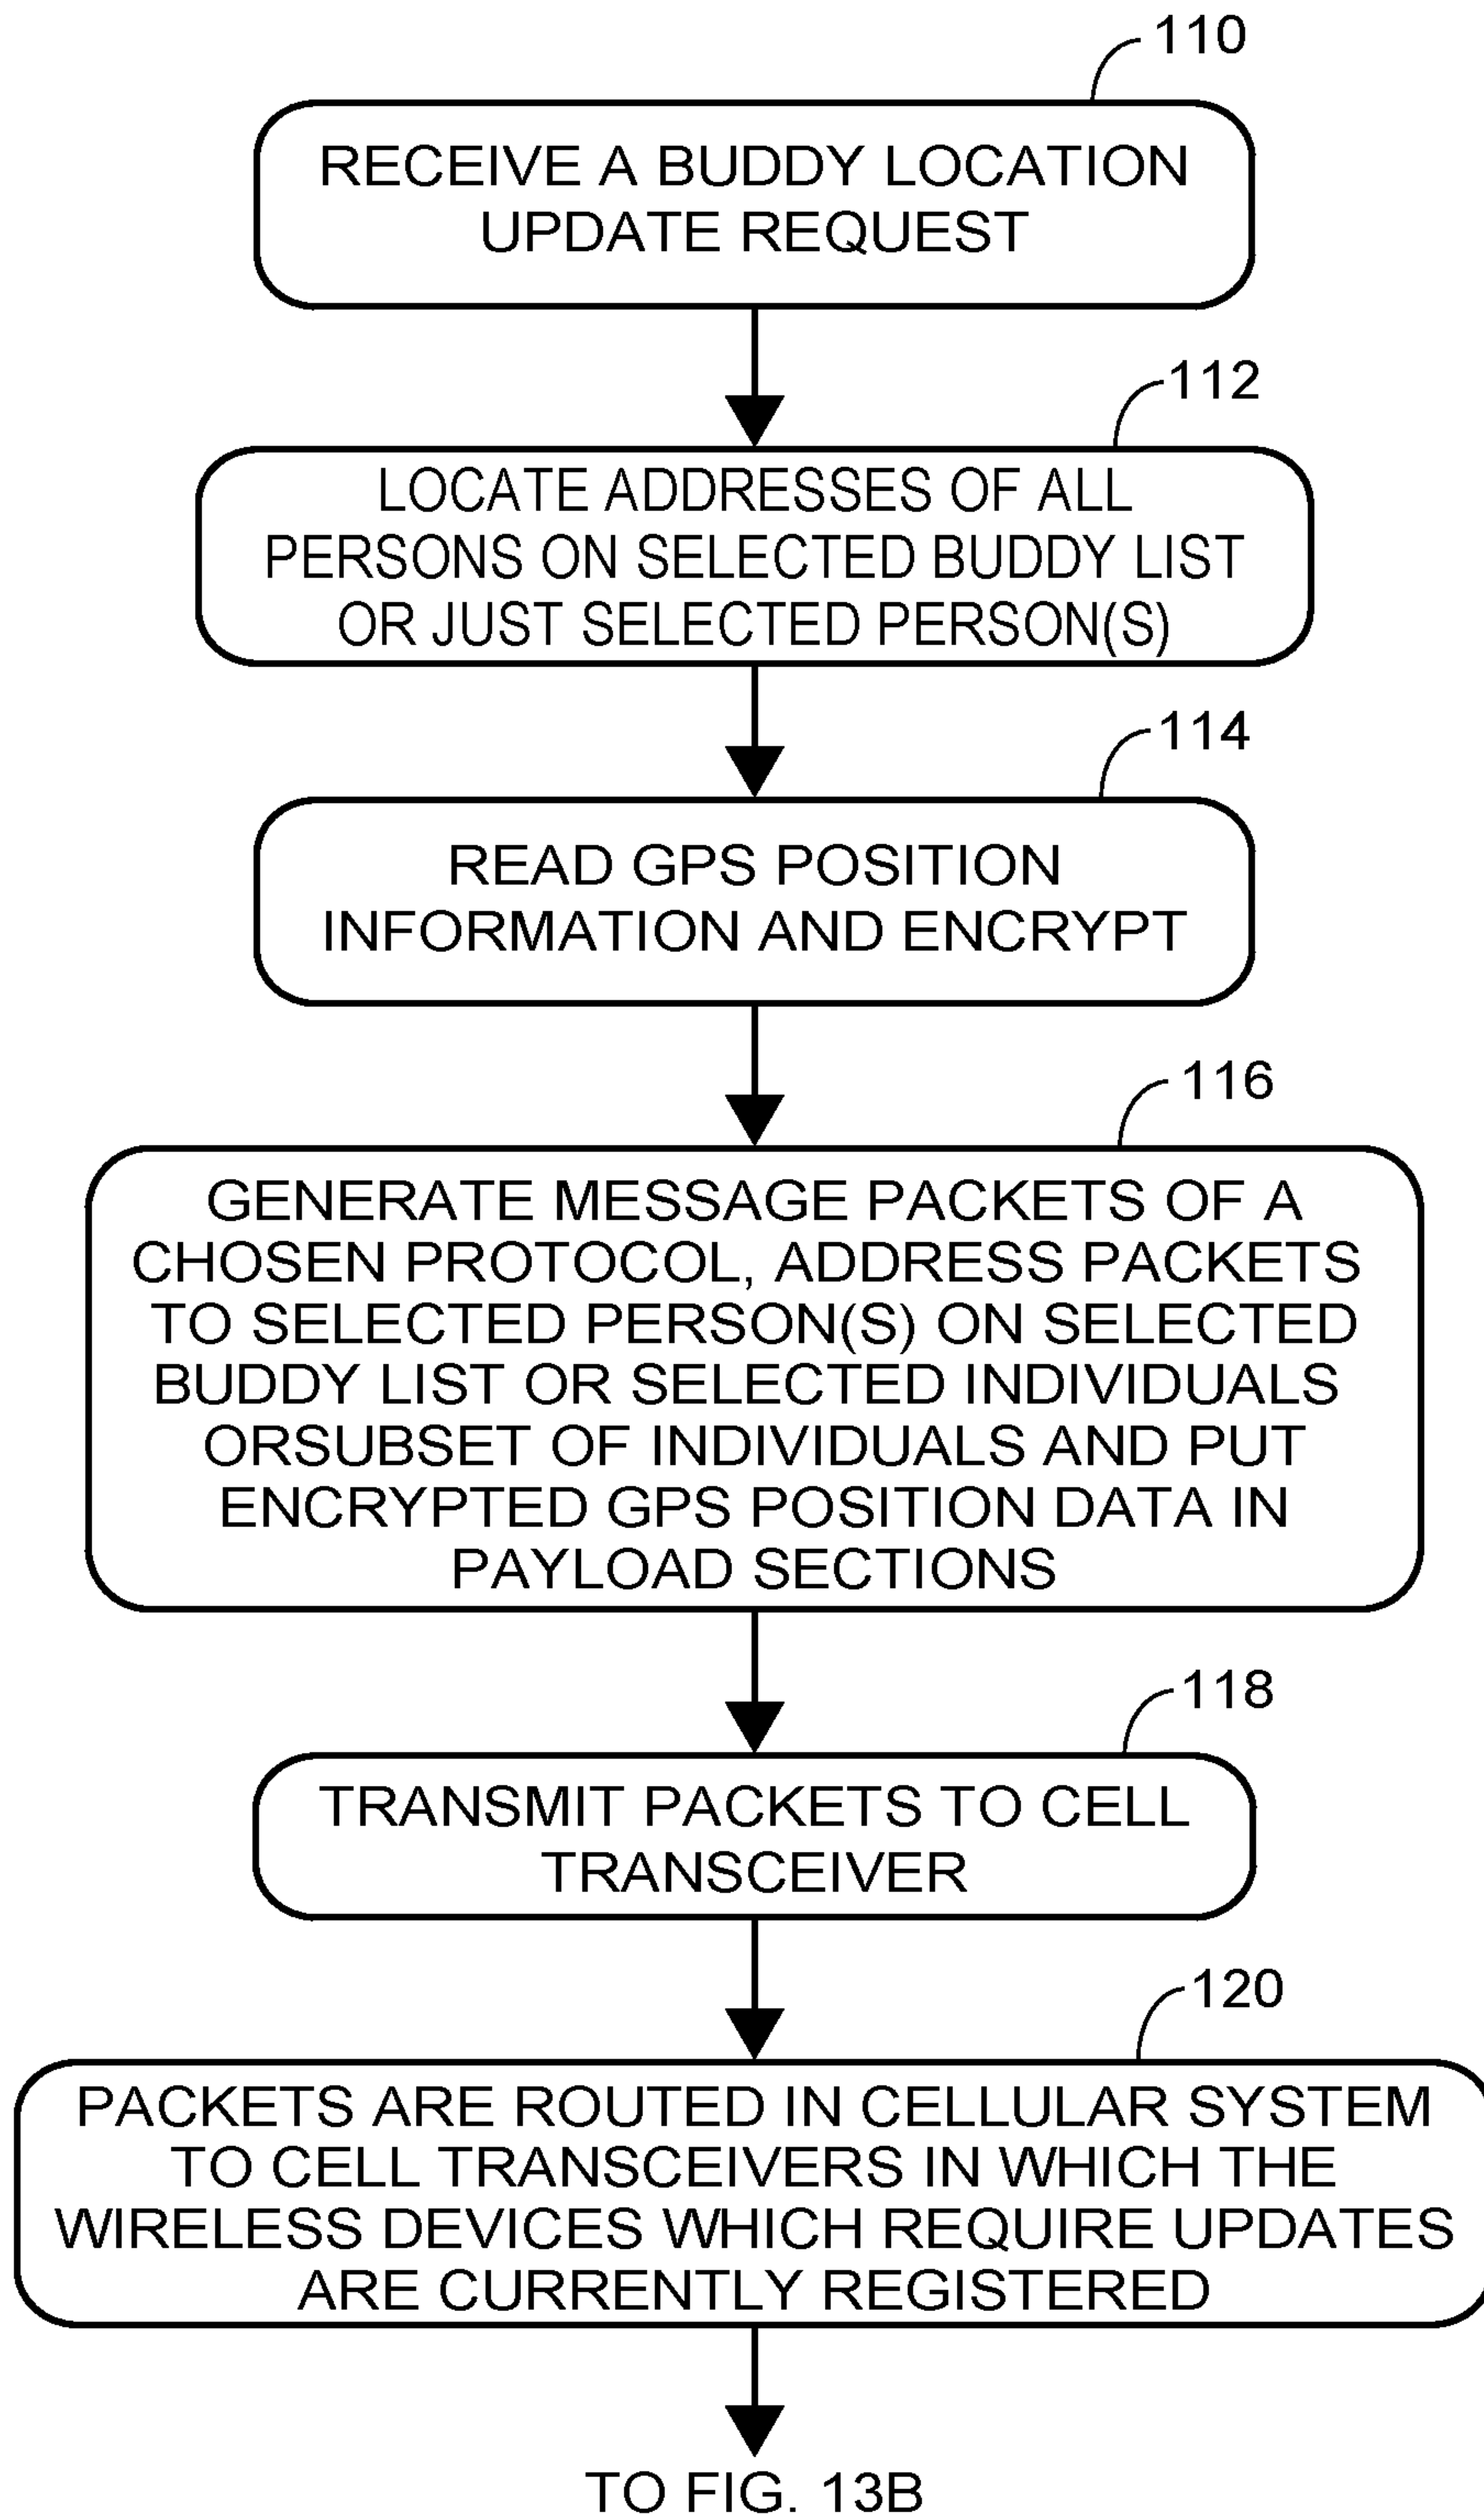 110
RECEIVE A BUDDY LOCATION
UPDATE REQUEST
112
LOCATE ADDRESSES OF ALL
PERSONS ON SELECTED BUDDY LIST
OR JUST SELECTED PERSON(S)
114
READ GPS POSITION
INFORMATION AND ENCRYPT
116
GENERATE MESSAGE PACKETS OF A
CHOSEN PROTOCOL, ADDRESS PACKETS
TO SELECTED PERSON(S) ON SELECTED
BUDDY LIST OR SELECTED INDIVIDUALS
ORSUBSET OF INDIVIDUALS AND PUT
ENCRYPTED GPS POSITION DATA IN
PAYLOAD SECTIONS
118
TRANSMIT PACKETS TO CELL
TRANSCEIVER
120
PACKETS ARE ROUTED IN CELLULAR SYSTEM
TO CELL TRANSCEIVERS IN WHICH THE
WIRELESS DEVICES WHICH REQUIRE UPDATES
ARE CURRENTLY REGISTERED
TO FIG. 13B